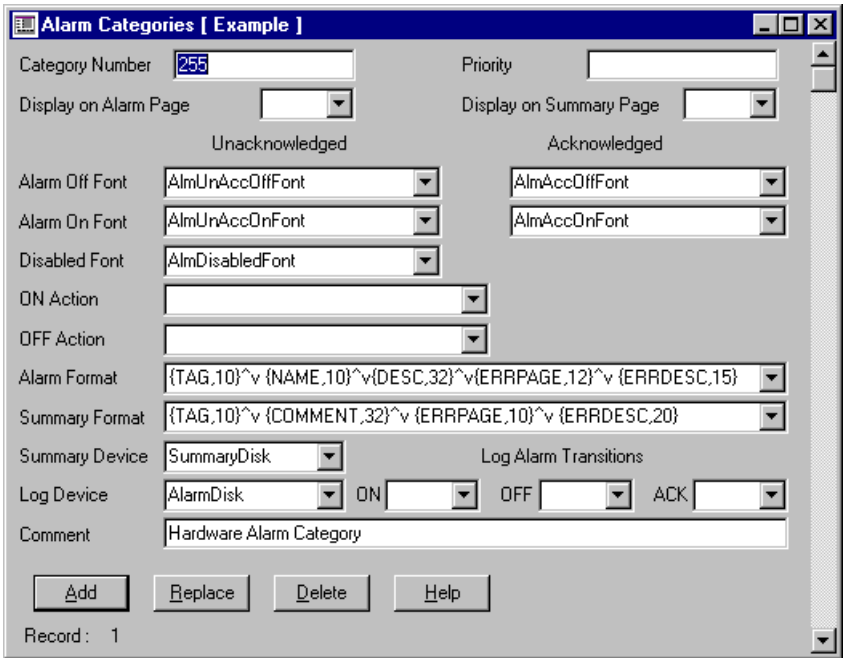 Alarm Categories [ Example ]
Category Number 255 Priority
Display on Alarm Page Display on Summary Page
Unacknowledged Acknowledged
Alarm Off Font AlmUnAccOffFont AlmAccOffFont
Alarm On Font AlmUnAccOnFont AlmAccOnFont
Disabled Font AlmDisabledFont
ON Action
OFF Action
Alarm Format {TAG,10}^v {NAME,10}^v{DESC,32}^v{ERRPAGE,12}^v {ERRDESC,15}
Summary Format {TAG,10}^v {COMMENT,32}^v {ERRPAGE,10}^v {ERRDESC,20}
Summary Device SummaryDisk Log Alarm Transitions
Log Device AlarmDisk ON OFF ACK
Comment Hardware Alarm Category
Add Replace Delete Help
Record : 1